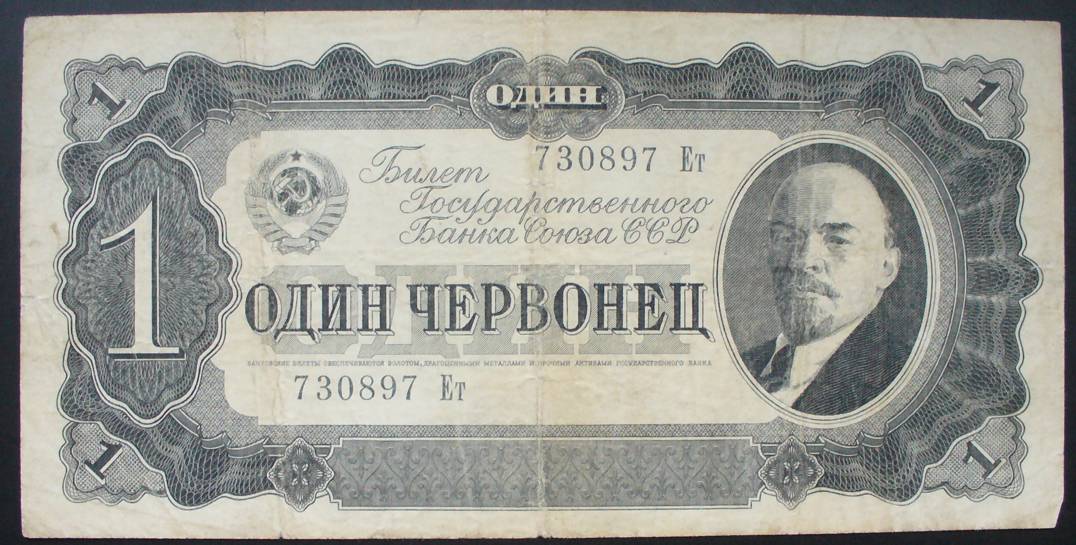 1
ОДИН
1
730897 Ет
Билет
Государственного
Банка Союза ССР
1
ОДИН
ОДИН ЧЕРВОНЕЦ
БАНКОВСКИЕ БИЛЕТЫ ОБЕСПЕЧИВАЮТСЯ ЗОЛОТОМ, ДРАГОЦЕННЫМИ МЕТАЛЛАМИ И ПРОЧИМИ АКТИВАМИ ГОСУДАРСТВЕННОГО БАНКА
730897 Ет
1
1